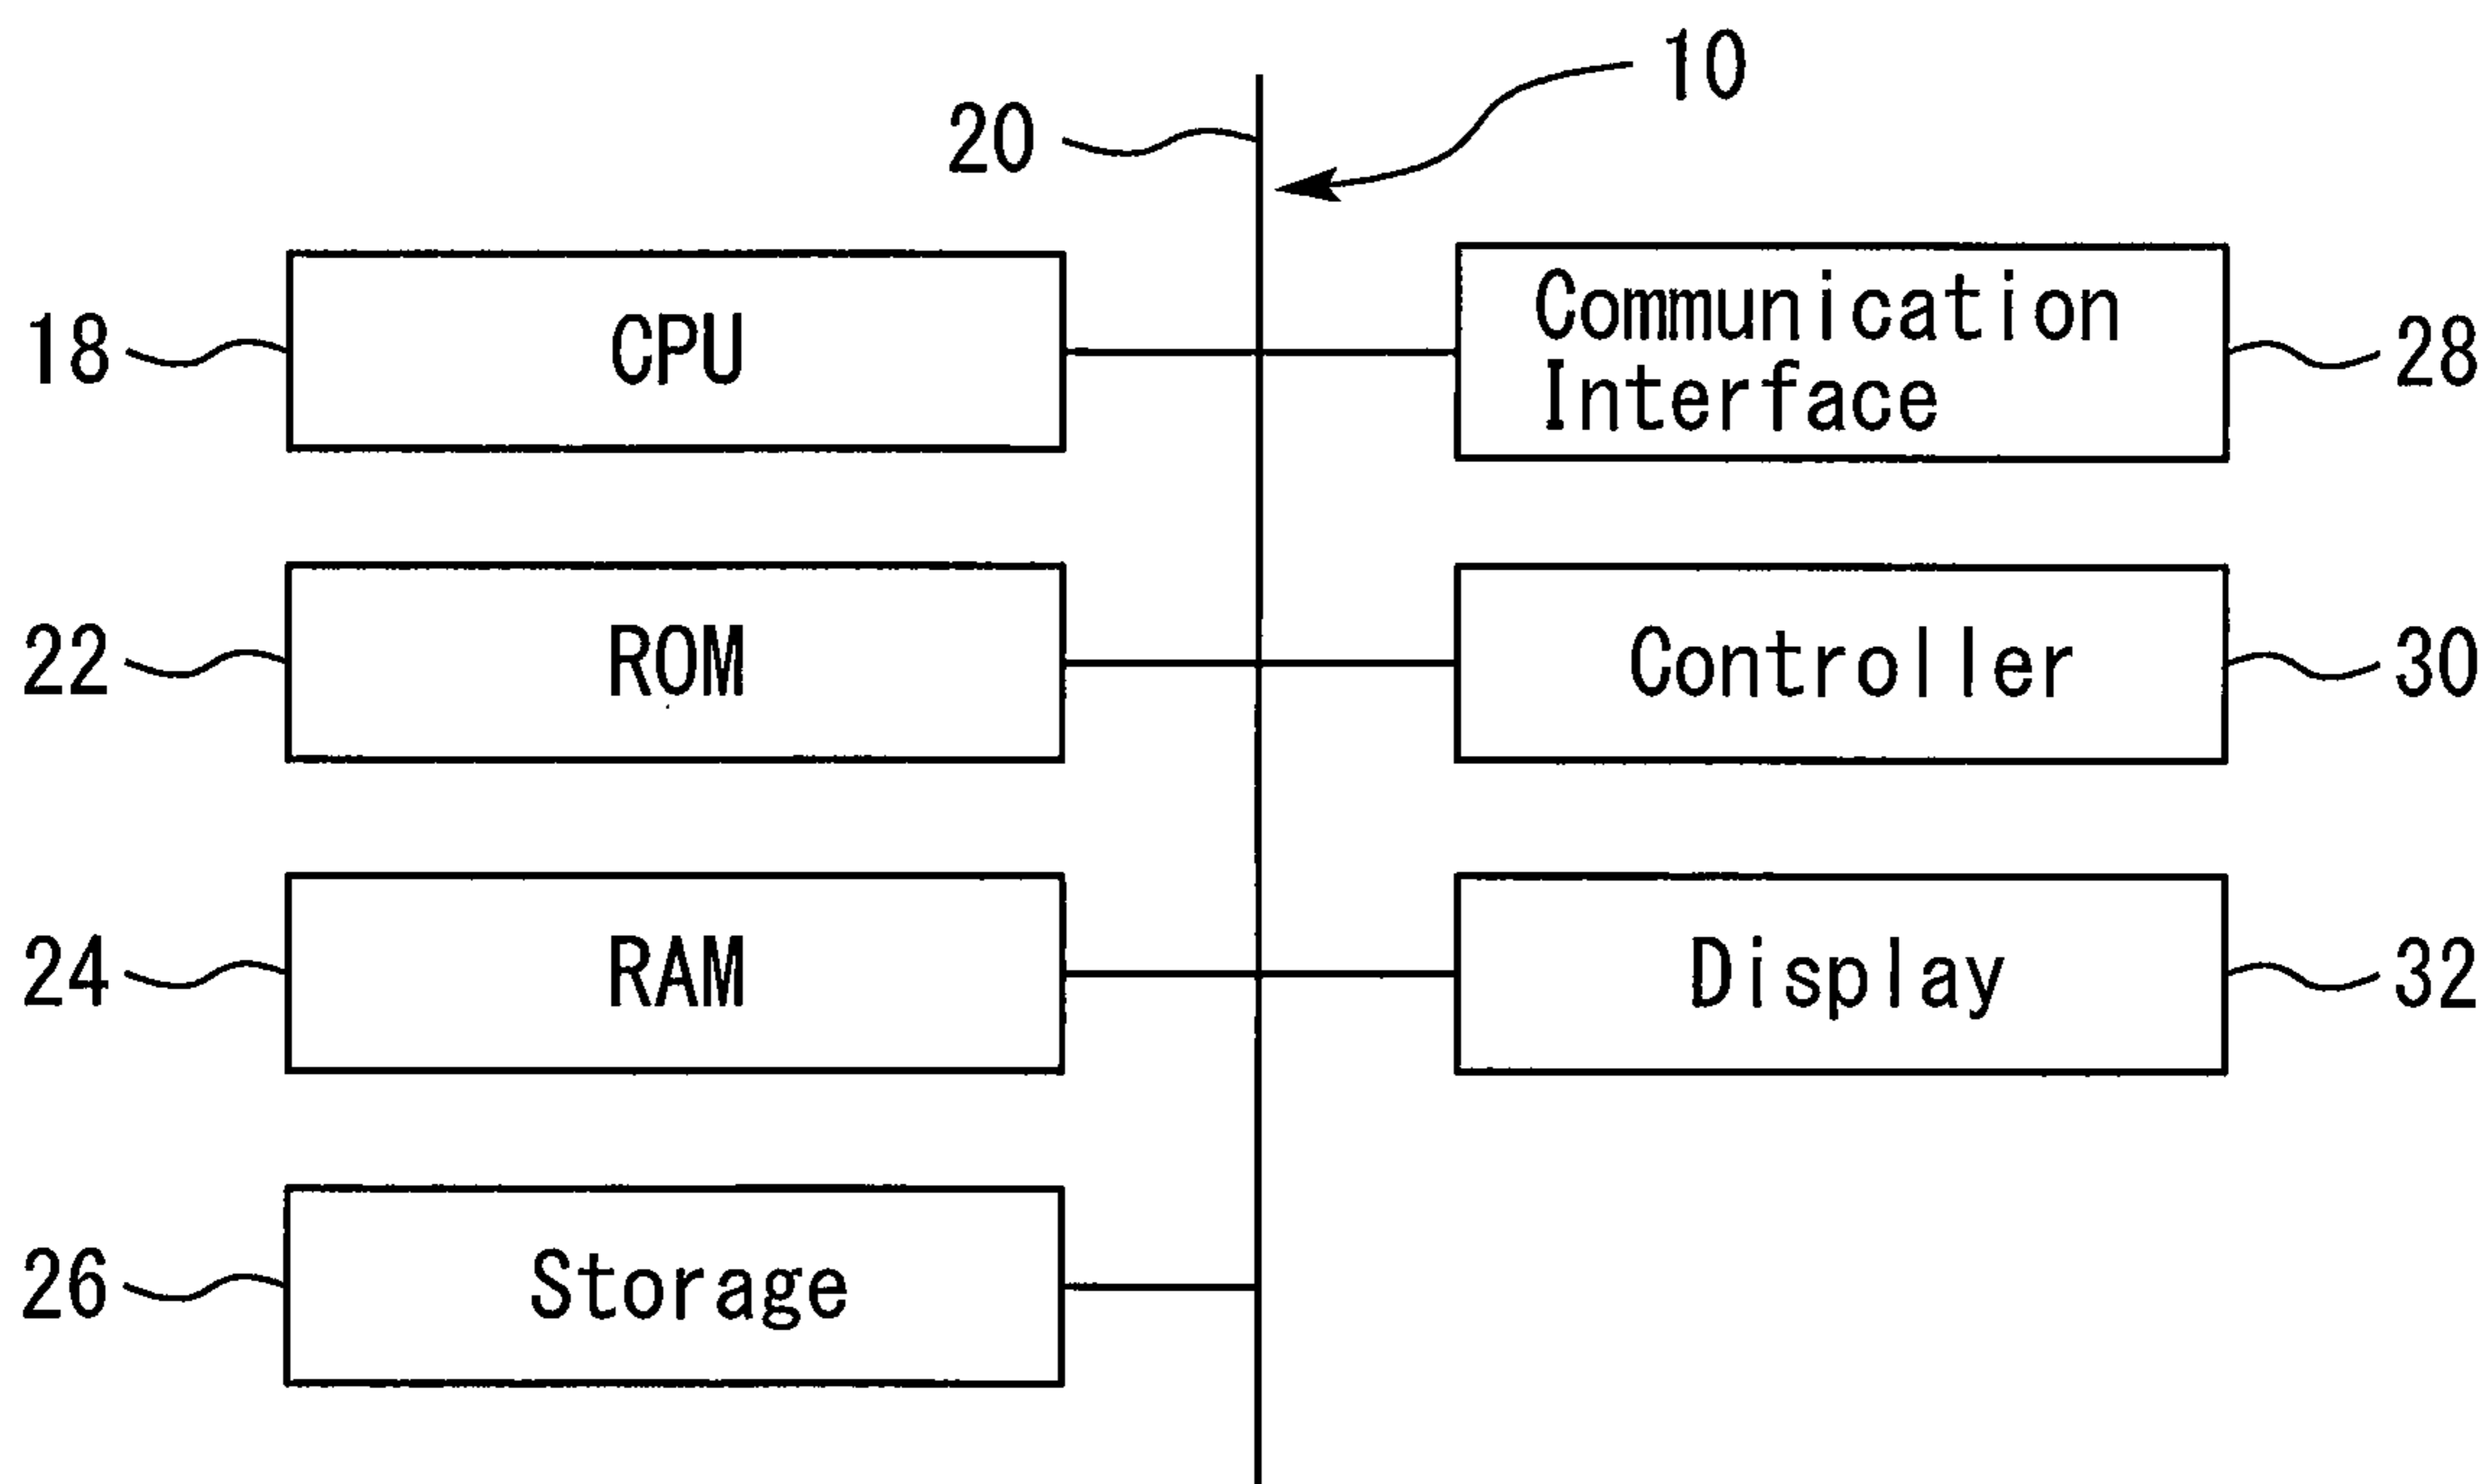 10
20
CPU
Communication
Interface
18
28
ROM
Controller
22
30
RAM
Display
24
32
Storage
26